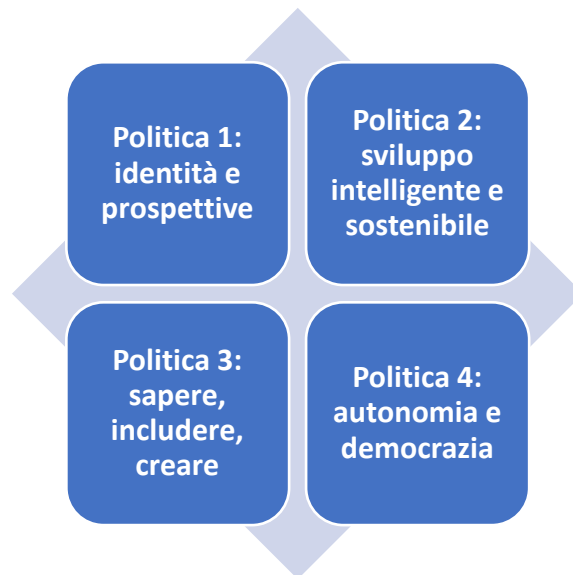 Politica 1:
identità e
prospettive
Politica 2:
sviluppo
intelligente e
sostenibile
Politica 3:
sapere,
includere,
creare
Politica 4:
autonomia e
democrazia